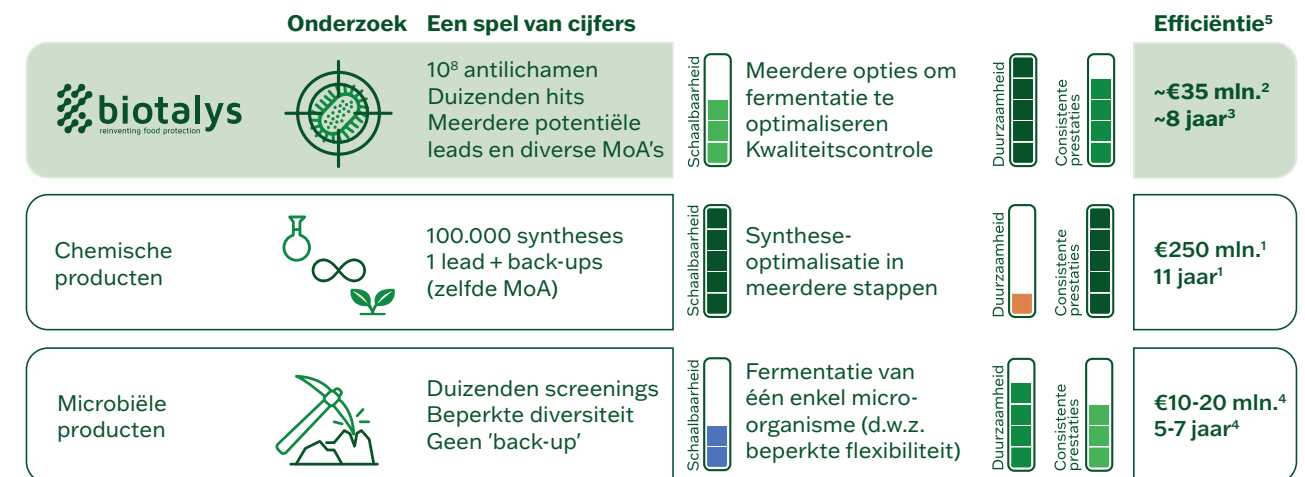 Onderzoek Een spel van cijfers Efficiëntie⁵
biotalys
reinventing food protection
10⁸ antilichamen
Duizenden hits
Meerdere potentiële
leads en diverse MoA's
Schaalbaarheid
Meerdere opties om
fermentatie te
optimaliseren
Kwaliteitscontrole
Duurzaamheid
Consistente
prestaties
~€35 mln.²
~8 jaar³
Chemische
producten
100.000 syntheses
1 lead + back-ups
(zelfde MoA)
Schaalbaarheid
Synthese-
optimalisatie in
meerdere stappen
Duurzaamheid
Consistente
prestaties
€250 mln.¹
11 jaar¹
Microbiële
producten
Duizenden screenings
Beperkte diversiteit
Geen 'back-up'
Schaalbaarheid
Fermentatie van
één enkel micro-
organisme (d.w.z.
beperkte flexibiliteit)
Duurzaamheid
Consistente
prestaties
€10-20 mln.⁴
5-7 jaar⁴